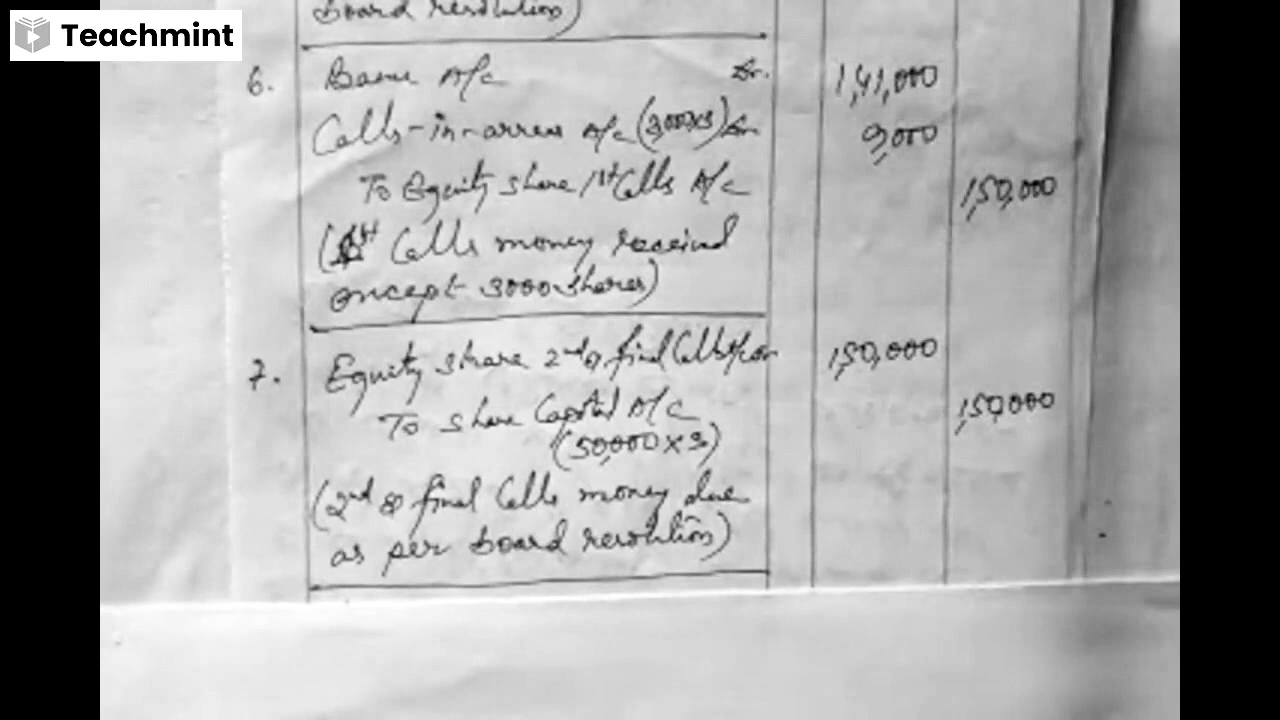 Teachmint
board resolution)
6. Bank A/c Dr. 1,41,000
Calls-in-arrear A/c (3,000x3) Dr. 9,000
To Equity share 1st Calls A/c 1,50,000
(1st Calls money received
except 3000 shares)
7. Equity share 2nd & final Calls A/c Dr 1,50,000
To share Capital A/c 1,50,000
(50,000 x 3)
(2nd & final Calls money due
as per board resolution)